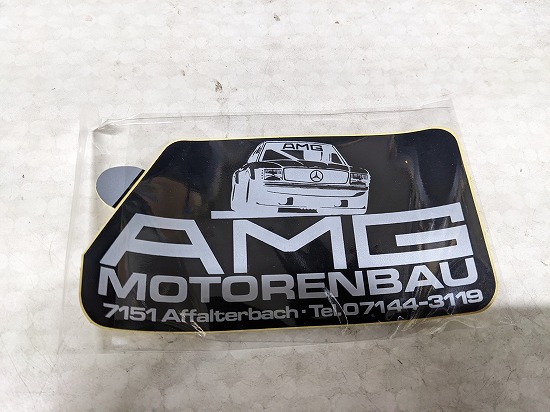 AMG
AMG
MOTORENBAU
7151 Affalterbach · Tel. 07144-3119